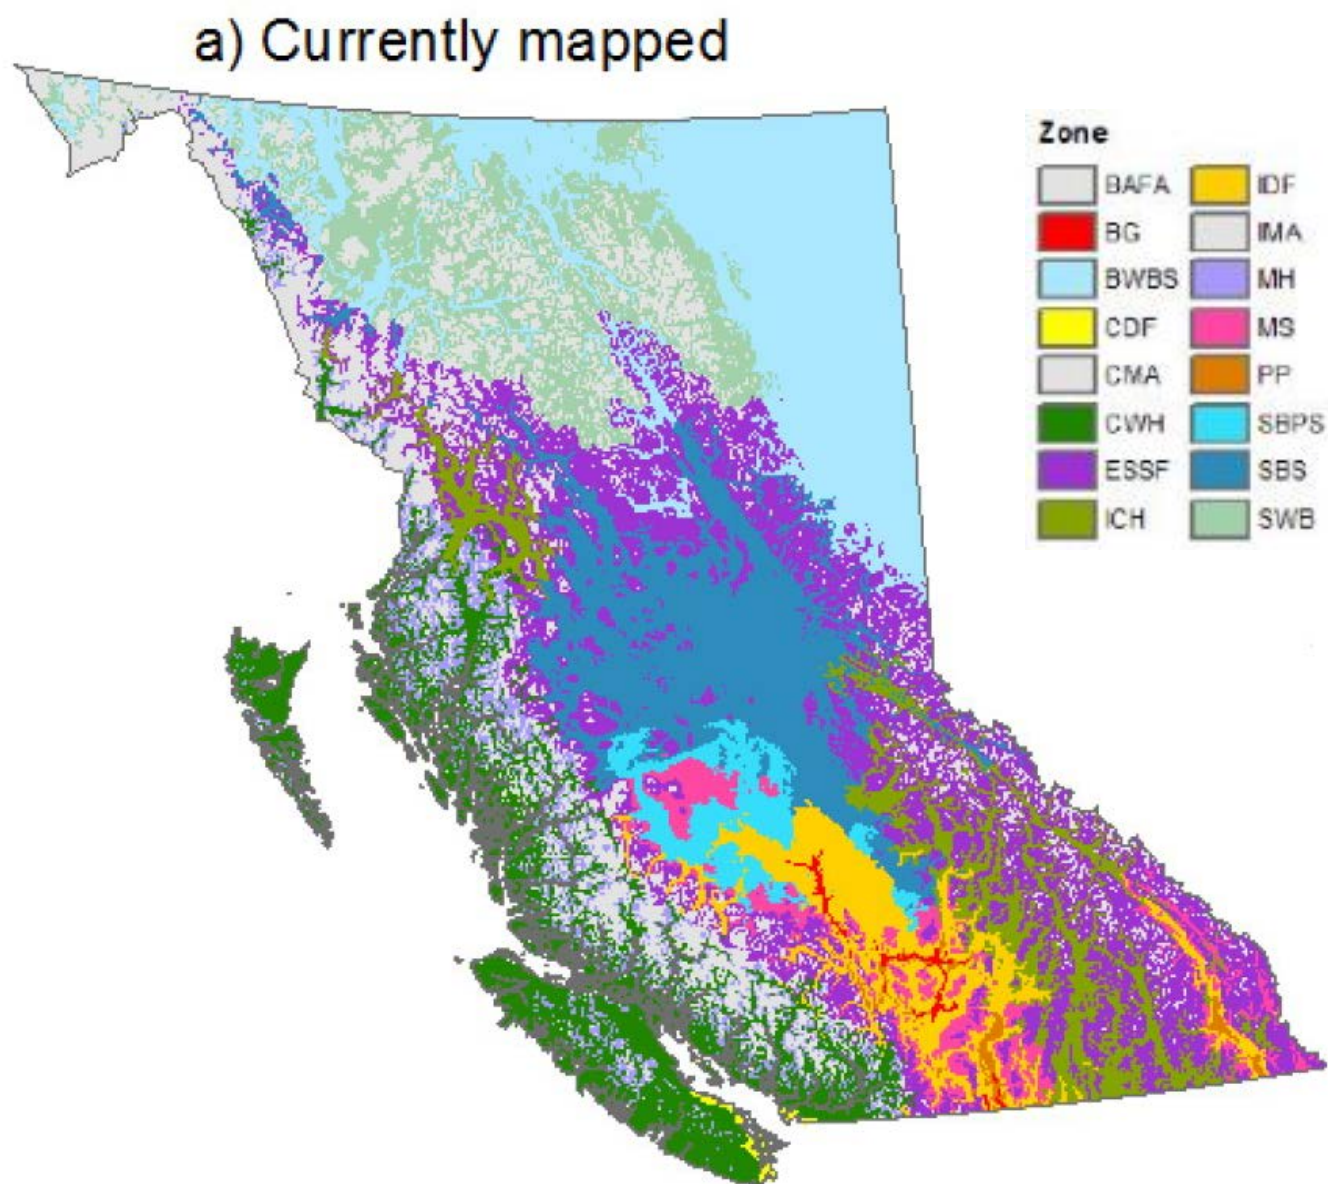 a) Currently mapped
Zone
BAFA IDF
BG IMA
BWBS MH
CDF MS
CMA PP
CWH SBPS
ESSF SBS
ICH SWB